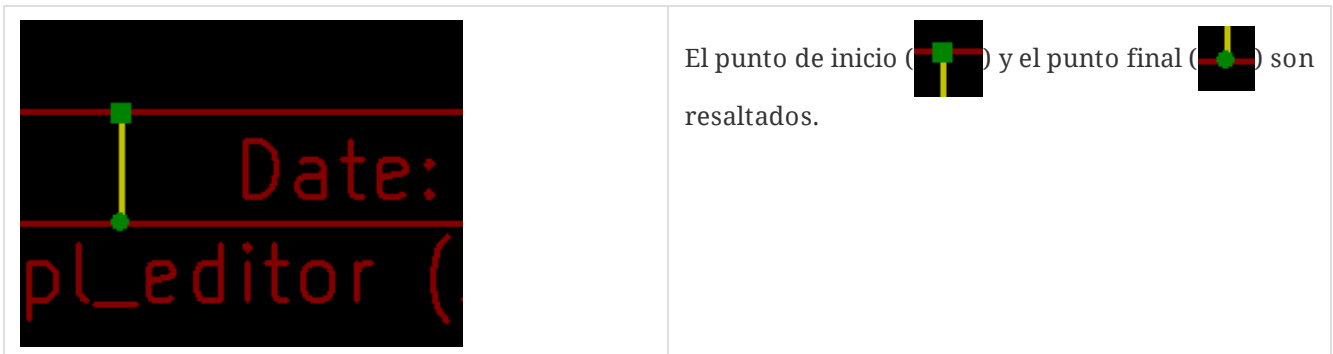 Date:
pl_editor (
El punto de inicio () y el punto final () son
resaltados.